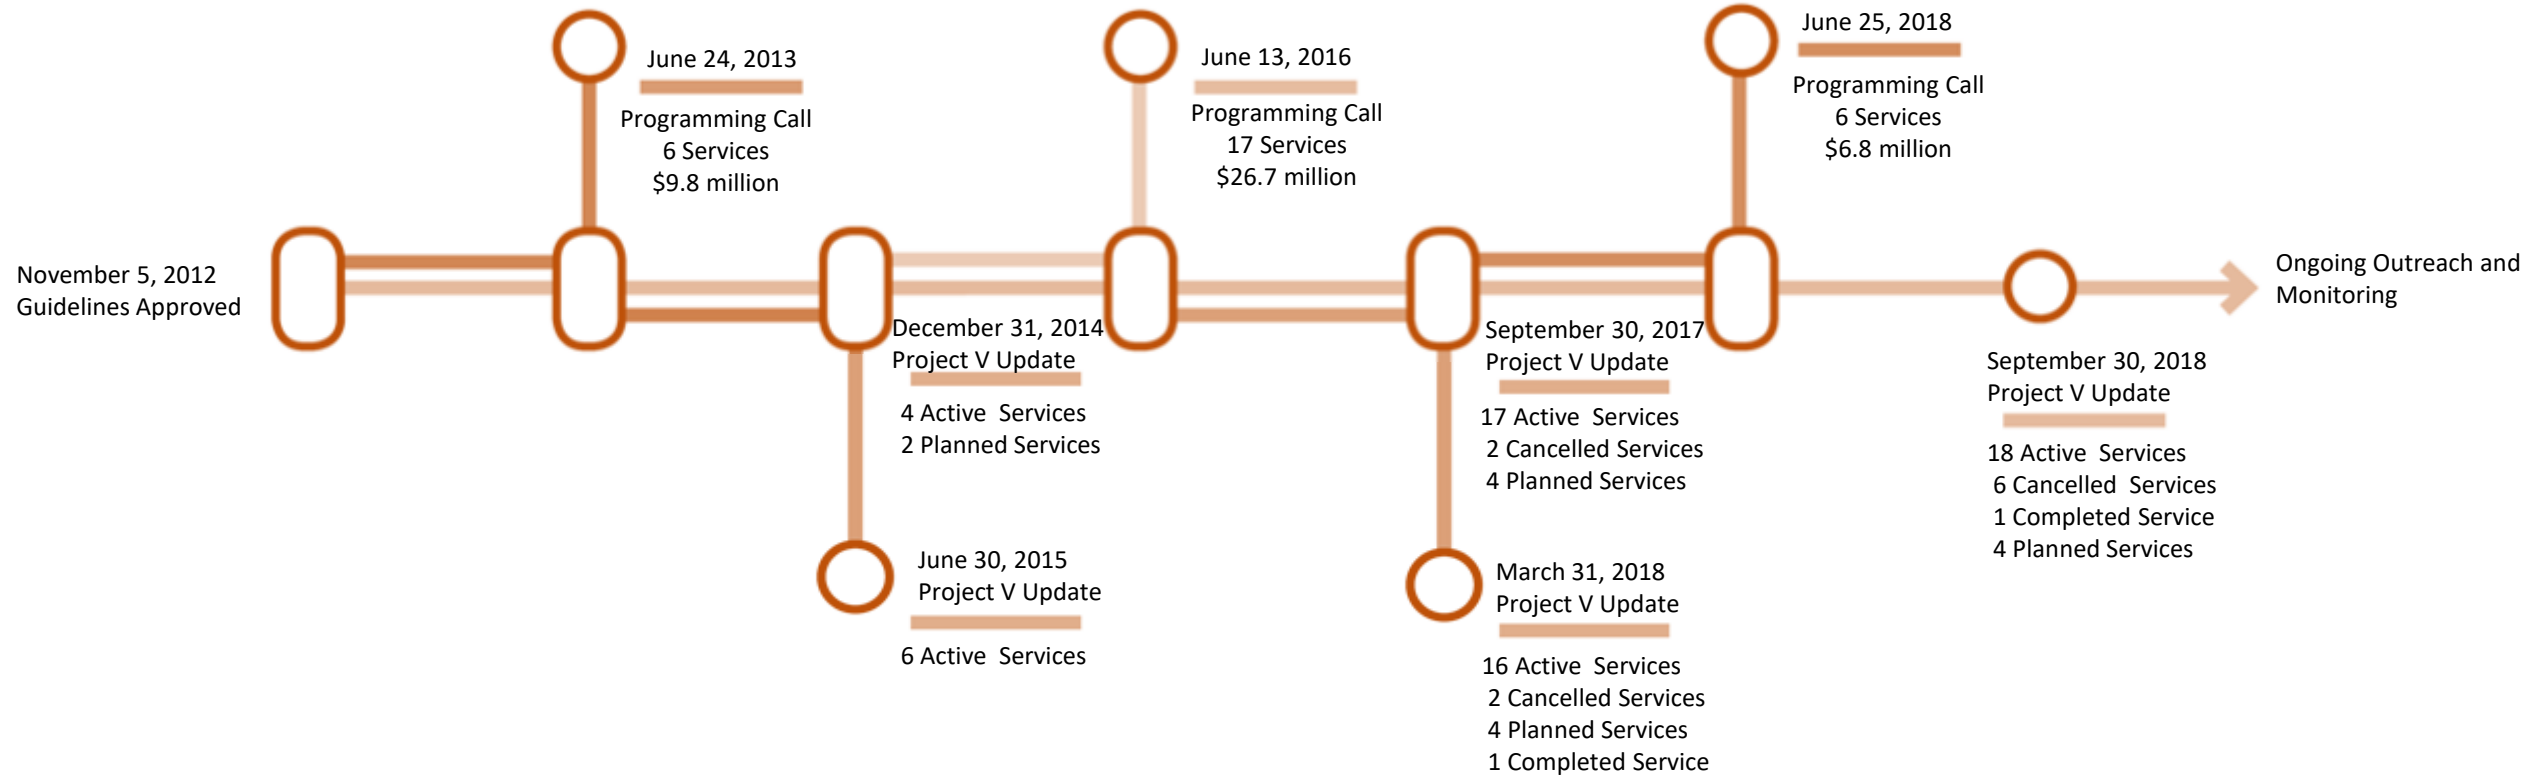 November 5, 2012
Guidelines Approved
June 24, 2013
Programming Call
6 Services
$9.8 million
December 31, 2014
Project V Update
4 Active  Services
2 Planned Services
June 30, 2015
Project V Update
6 Active  Services
June 13, 2016
Programming Call
17 Services
$26.7 million
September 30, 2017
Project V Update
17 Active  Services
2 Cancelled Services
4 Planned Services
March 31, 2018
Project V Update
16 Active  Services
2 Cancelled Services
4 Planned Services
1 Completed Service
June 25, 2018
Programming Call
6 Services
$6.8 million
September 30, 2018
Project V Update
18 Active  Services
6 Cancelled  Services
1 Completed Service
4 Planned Services
Ongoing Outreach and
Monitoring